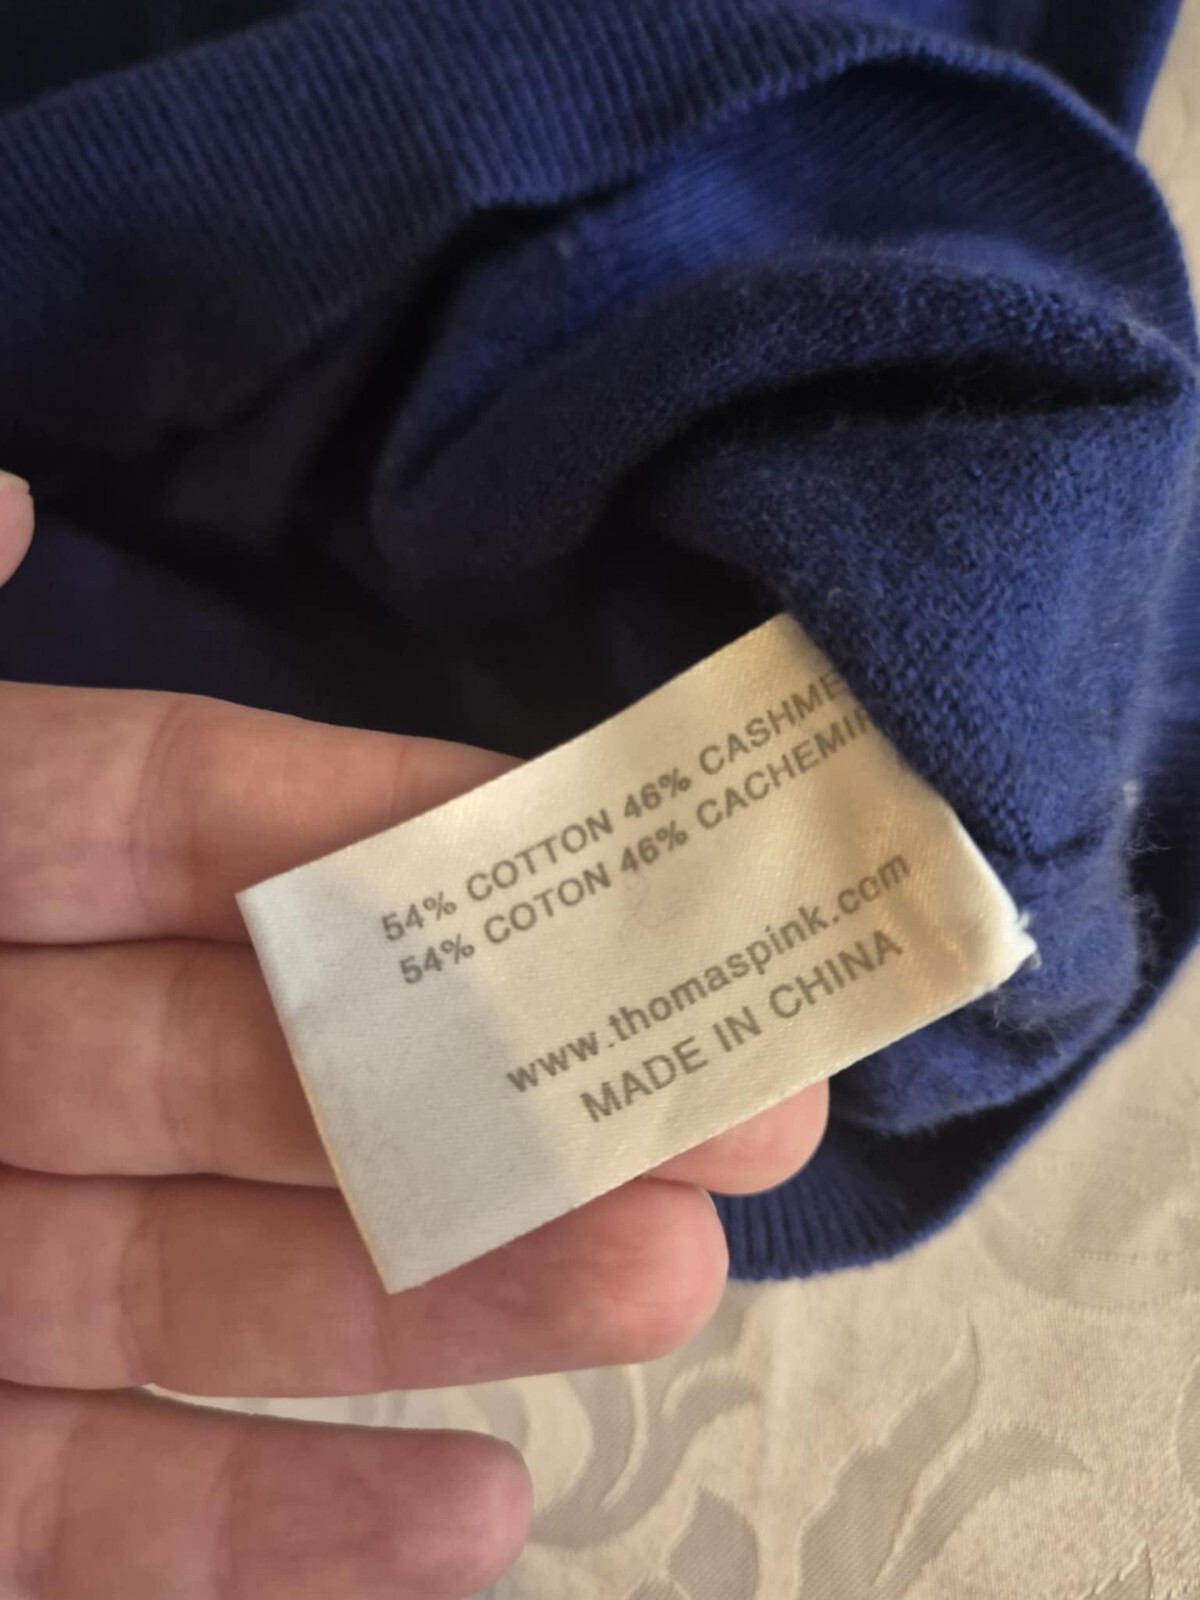 54% COTTON 46% CASHME
54% COTON 46% CACHEMI
www.thomaspink.com
MADE IN CHINA